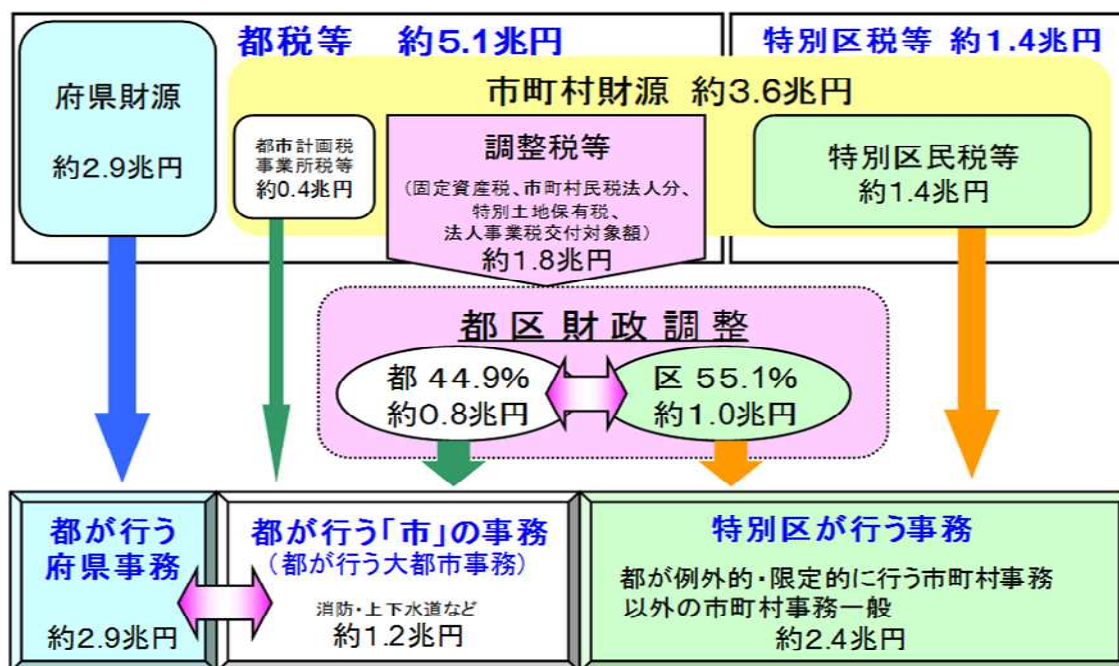 都税等 約5.1兆円
特別区税等 約1.4兆円
府県財源
約2.9兆円
市町村財源 約3.6兆円
都市計画税
事業所税等
約0.4兆円
調整税等
(固定資産税、市町村民税法人分、
特別土地保有税、
法人事業税交付対象額)
約1.8兆円
特別区民税等
約1.4兆円
都区財政調整
都 44.9%
約0.8兆円
区 55.1%
約1.0兆円
都が行う
府県事務
約2.9兆円
都が行う「市」の事務
(都が行う大都市事務)
消防・上下水道など
約1.2兆円
特別区が行う事務
都が例外的・限定的に行う市町村事務
以外の市町村事務一般
約2.4兆円